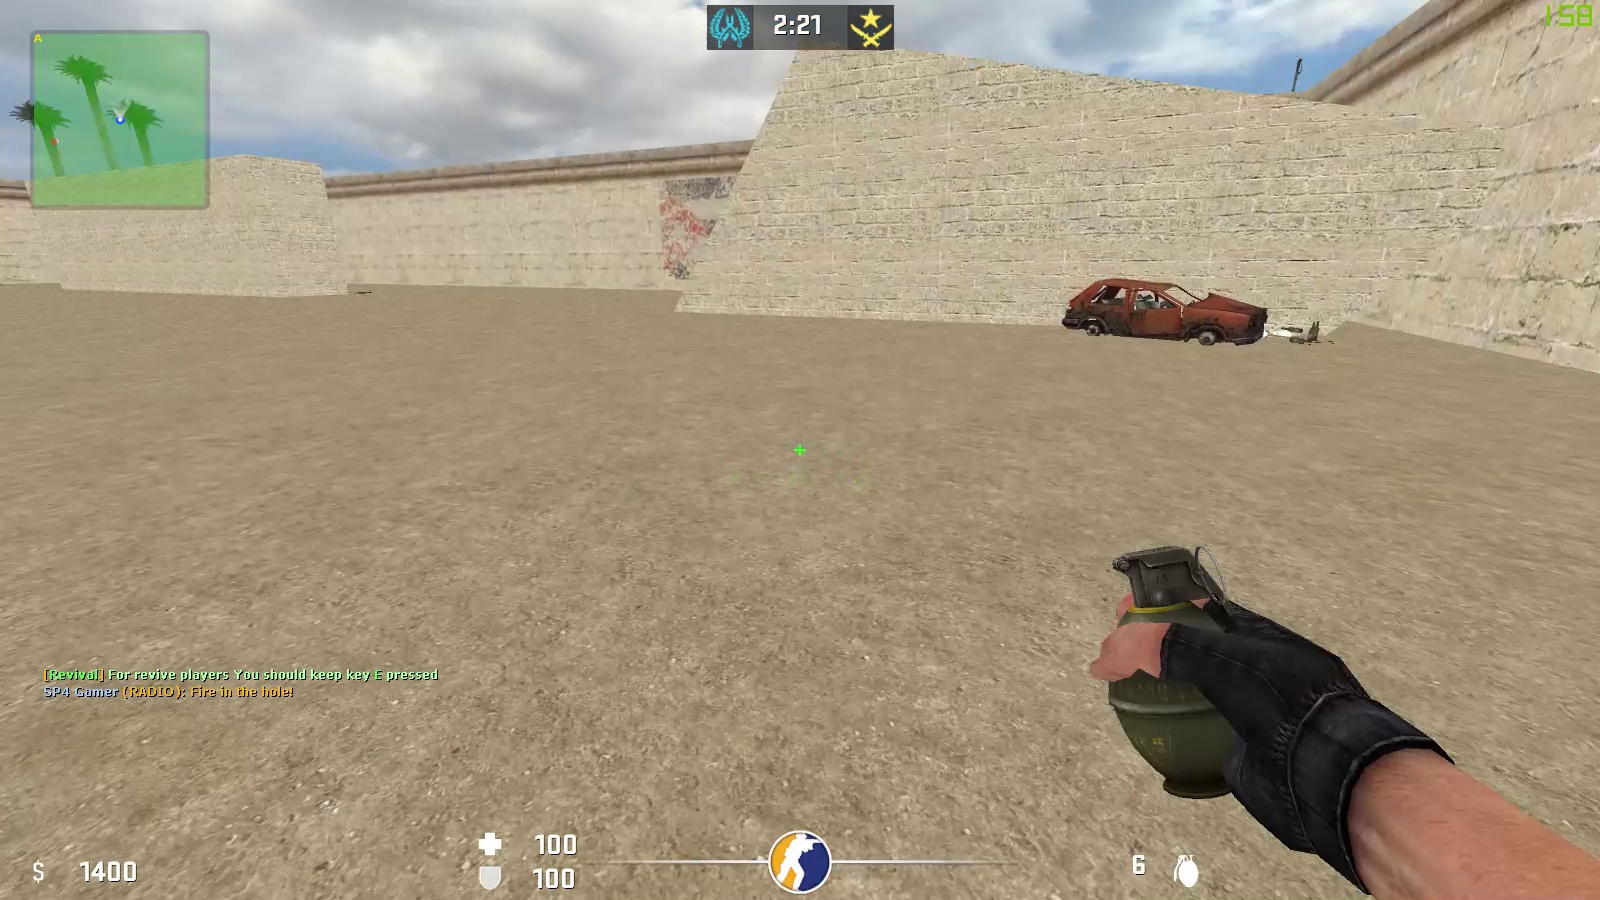 2:21
158
A
[Revival] For revive players You should keep key E pressed
SP4 Gamer (RADIO): Fire in the hole!
$ 1400
100
100
6